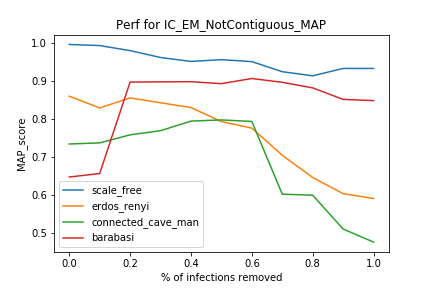 Perf for IC_EM_NotContiguous_MAP
MAP_score
1.0
0.9
0.8
0.7
0.6
0.5
scale_free
erdos_renyi
connected_cave_man
barabasi
0.0 0.2 0.4 0.6 0.8 1.0
% of infections removed